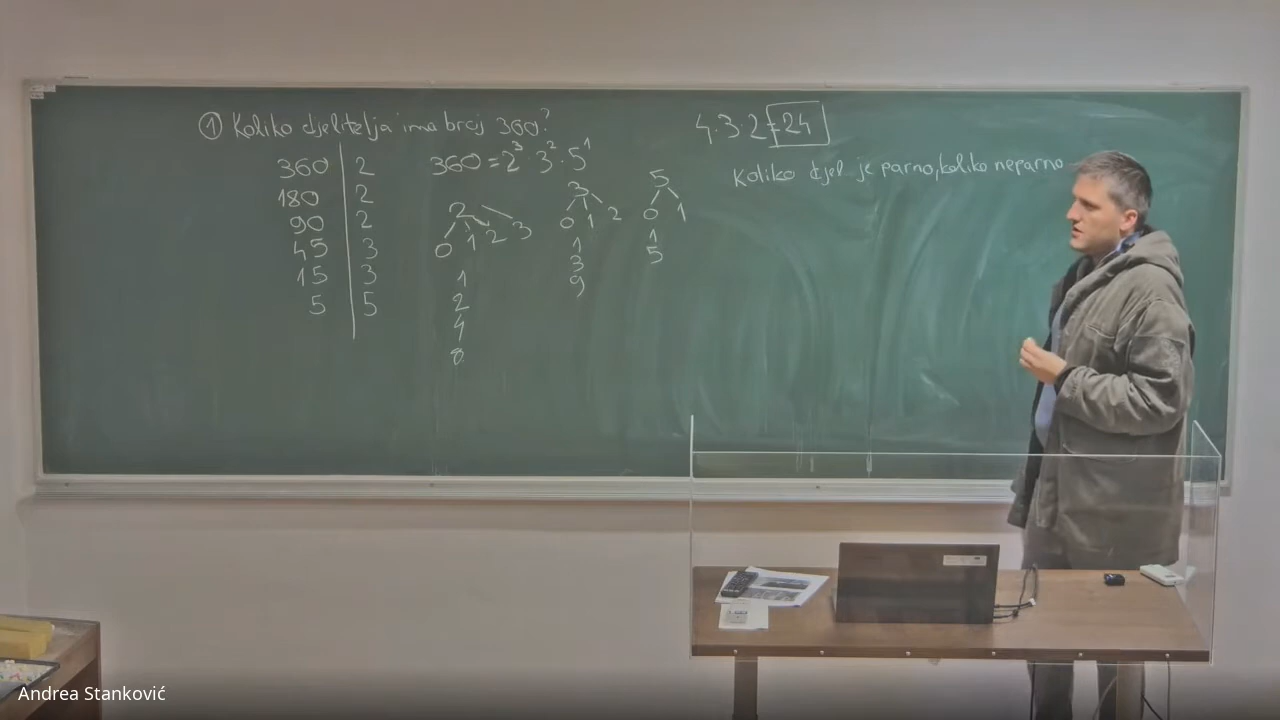 ① Koliko djelitelja ima broj 360?
360 | 2
180 | 2
90 | 2
45 | 3
15 | 3
5 | 5
360 = 2³ 3² · 5¹
2
0 1 2 3
1
2
4
8
3
0 1 2
1
3
9
5
0 1
1
5
4·3·2=24
Koliko djel je parno, koliko neparno
Andrea Stanković